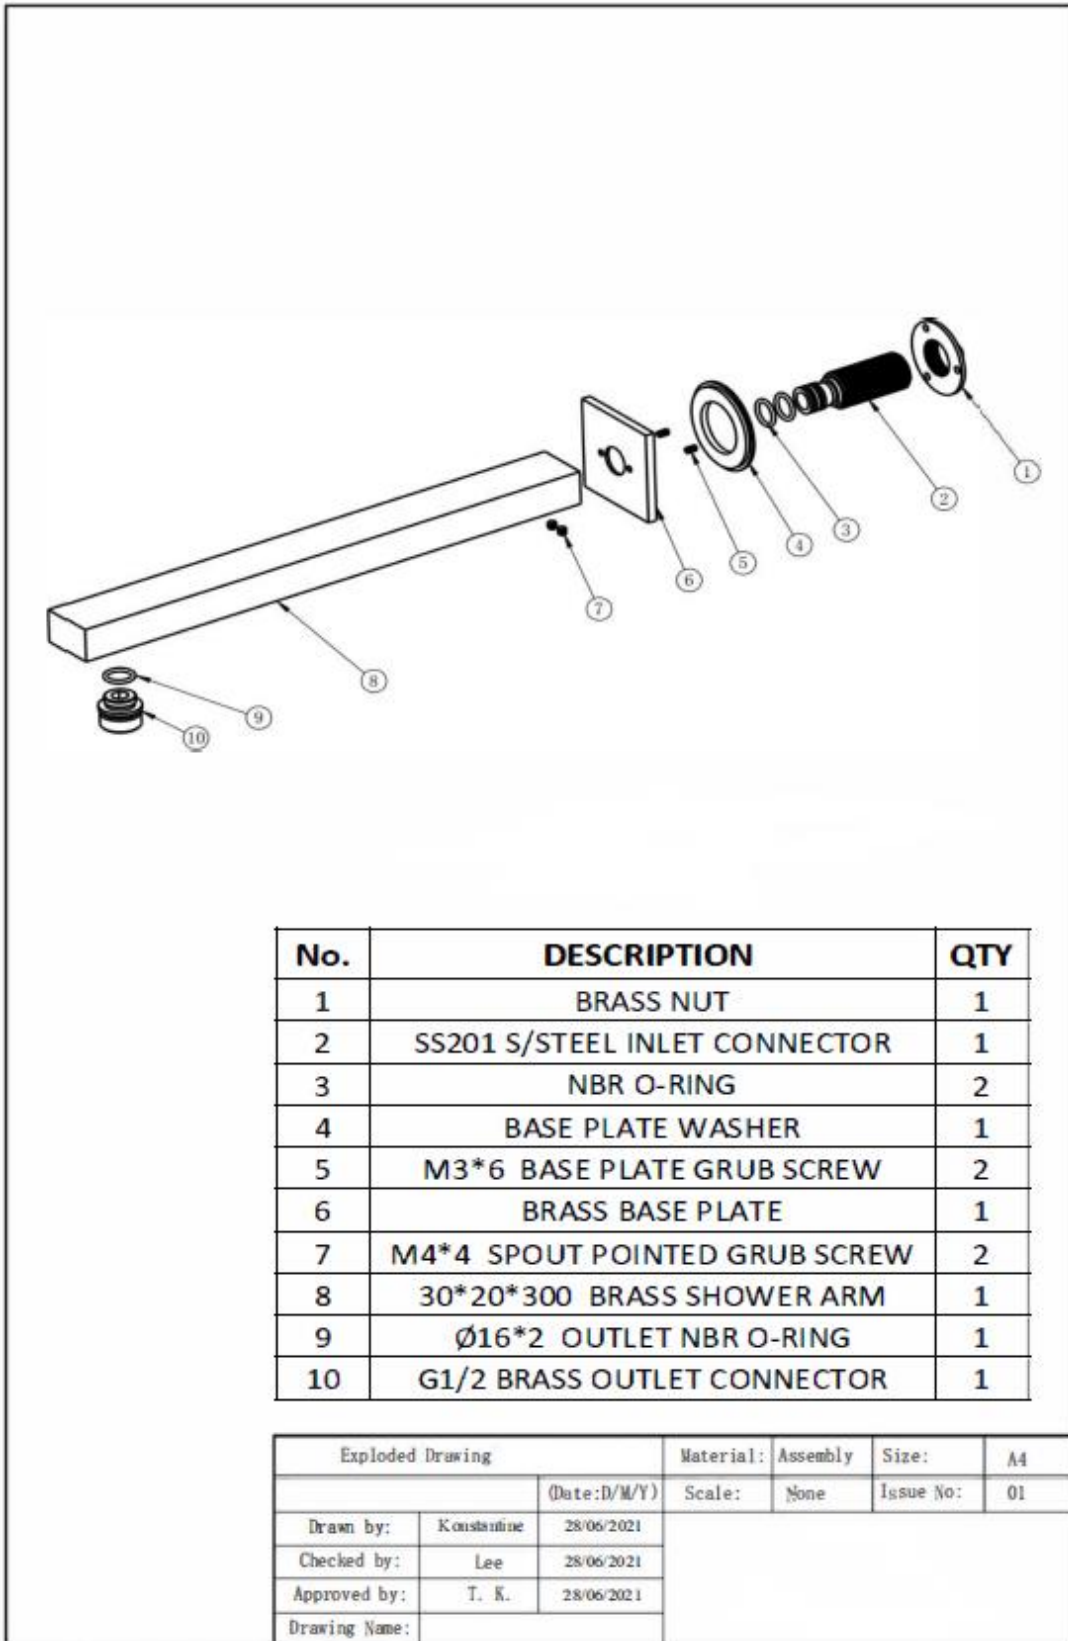 1
2
3
4
5
6
7
8
9
10
No. DESCRIPTION QTY
1 BRASS NUT 1
2 SS201 S/STEEL INLET CONNECTOR 1
3 NBR O-RING 2
4 BASE PLATE WASHER 1
5 M3*6 BASE PLATE GRUB SCREW 2
6 BRASS BASE PLATE 1
7 M4*4 SPOUT POINTED GRUB SCREW 2
8 30*20*300 BRASS SHOWER ARM 1
9 Ø16*2 OUTLET NBR O-RING 1
10 G1/2 BRASS OUTLET CONNECTOR 1
Exploded Drawing Material: Assembly Size: A4
(Date:D/M/Y) Scale: None Issue No: 01
Drawn by: Konstantine 28/06/2021
Checked by: Lee 28/06/2021
Approved by: T. K. 28/06/2021
Drawing Name: